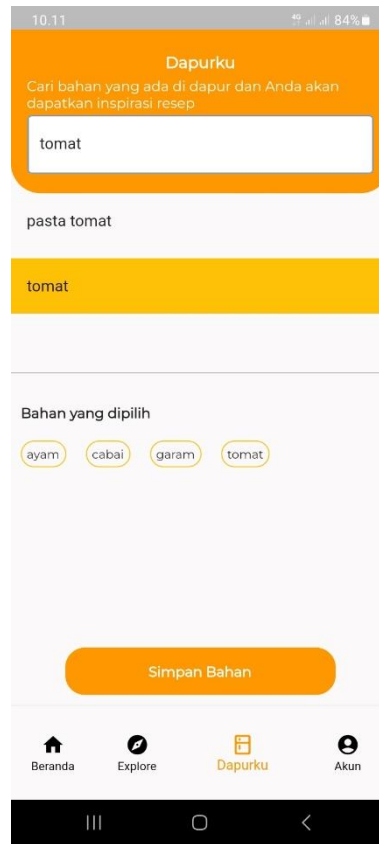 10.11
84%
Dapurku
Cari bahan yang ada di dapur dan Anda akan
dapatkan inspirasi resep
tomat
pasta tomat
tomat
Bahan yang dipilih
ayam cabai garam tomat
Simpan Bahan
Beranda Explore Dapurku Akun